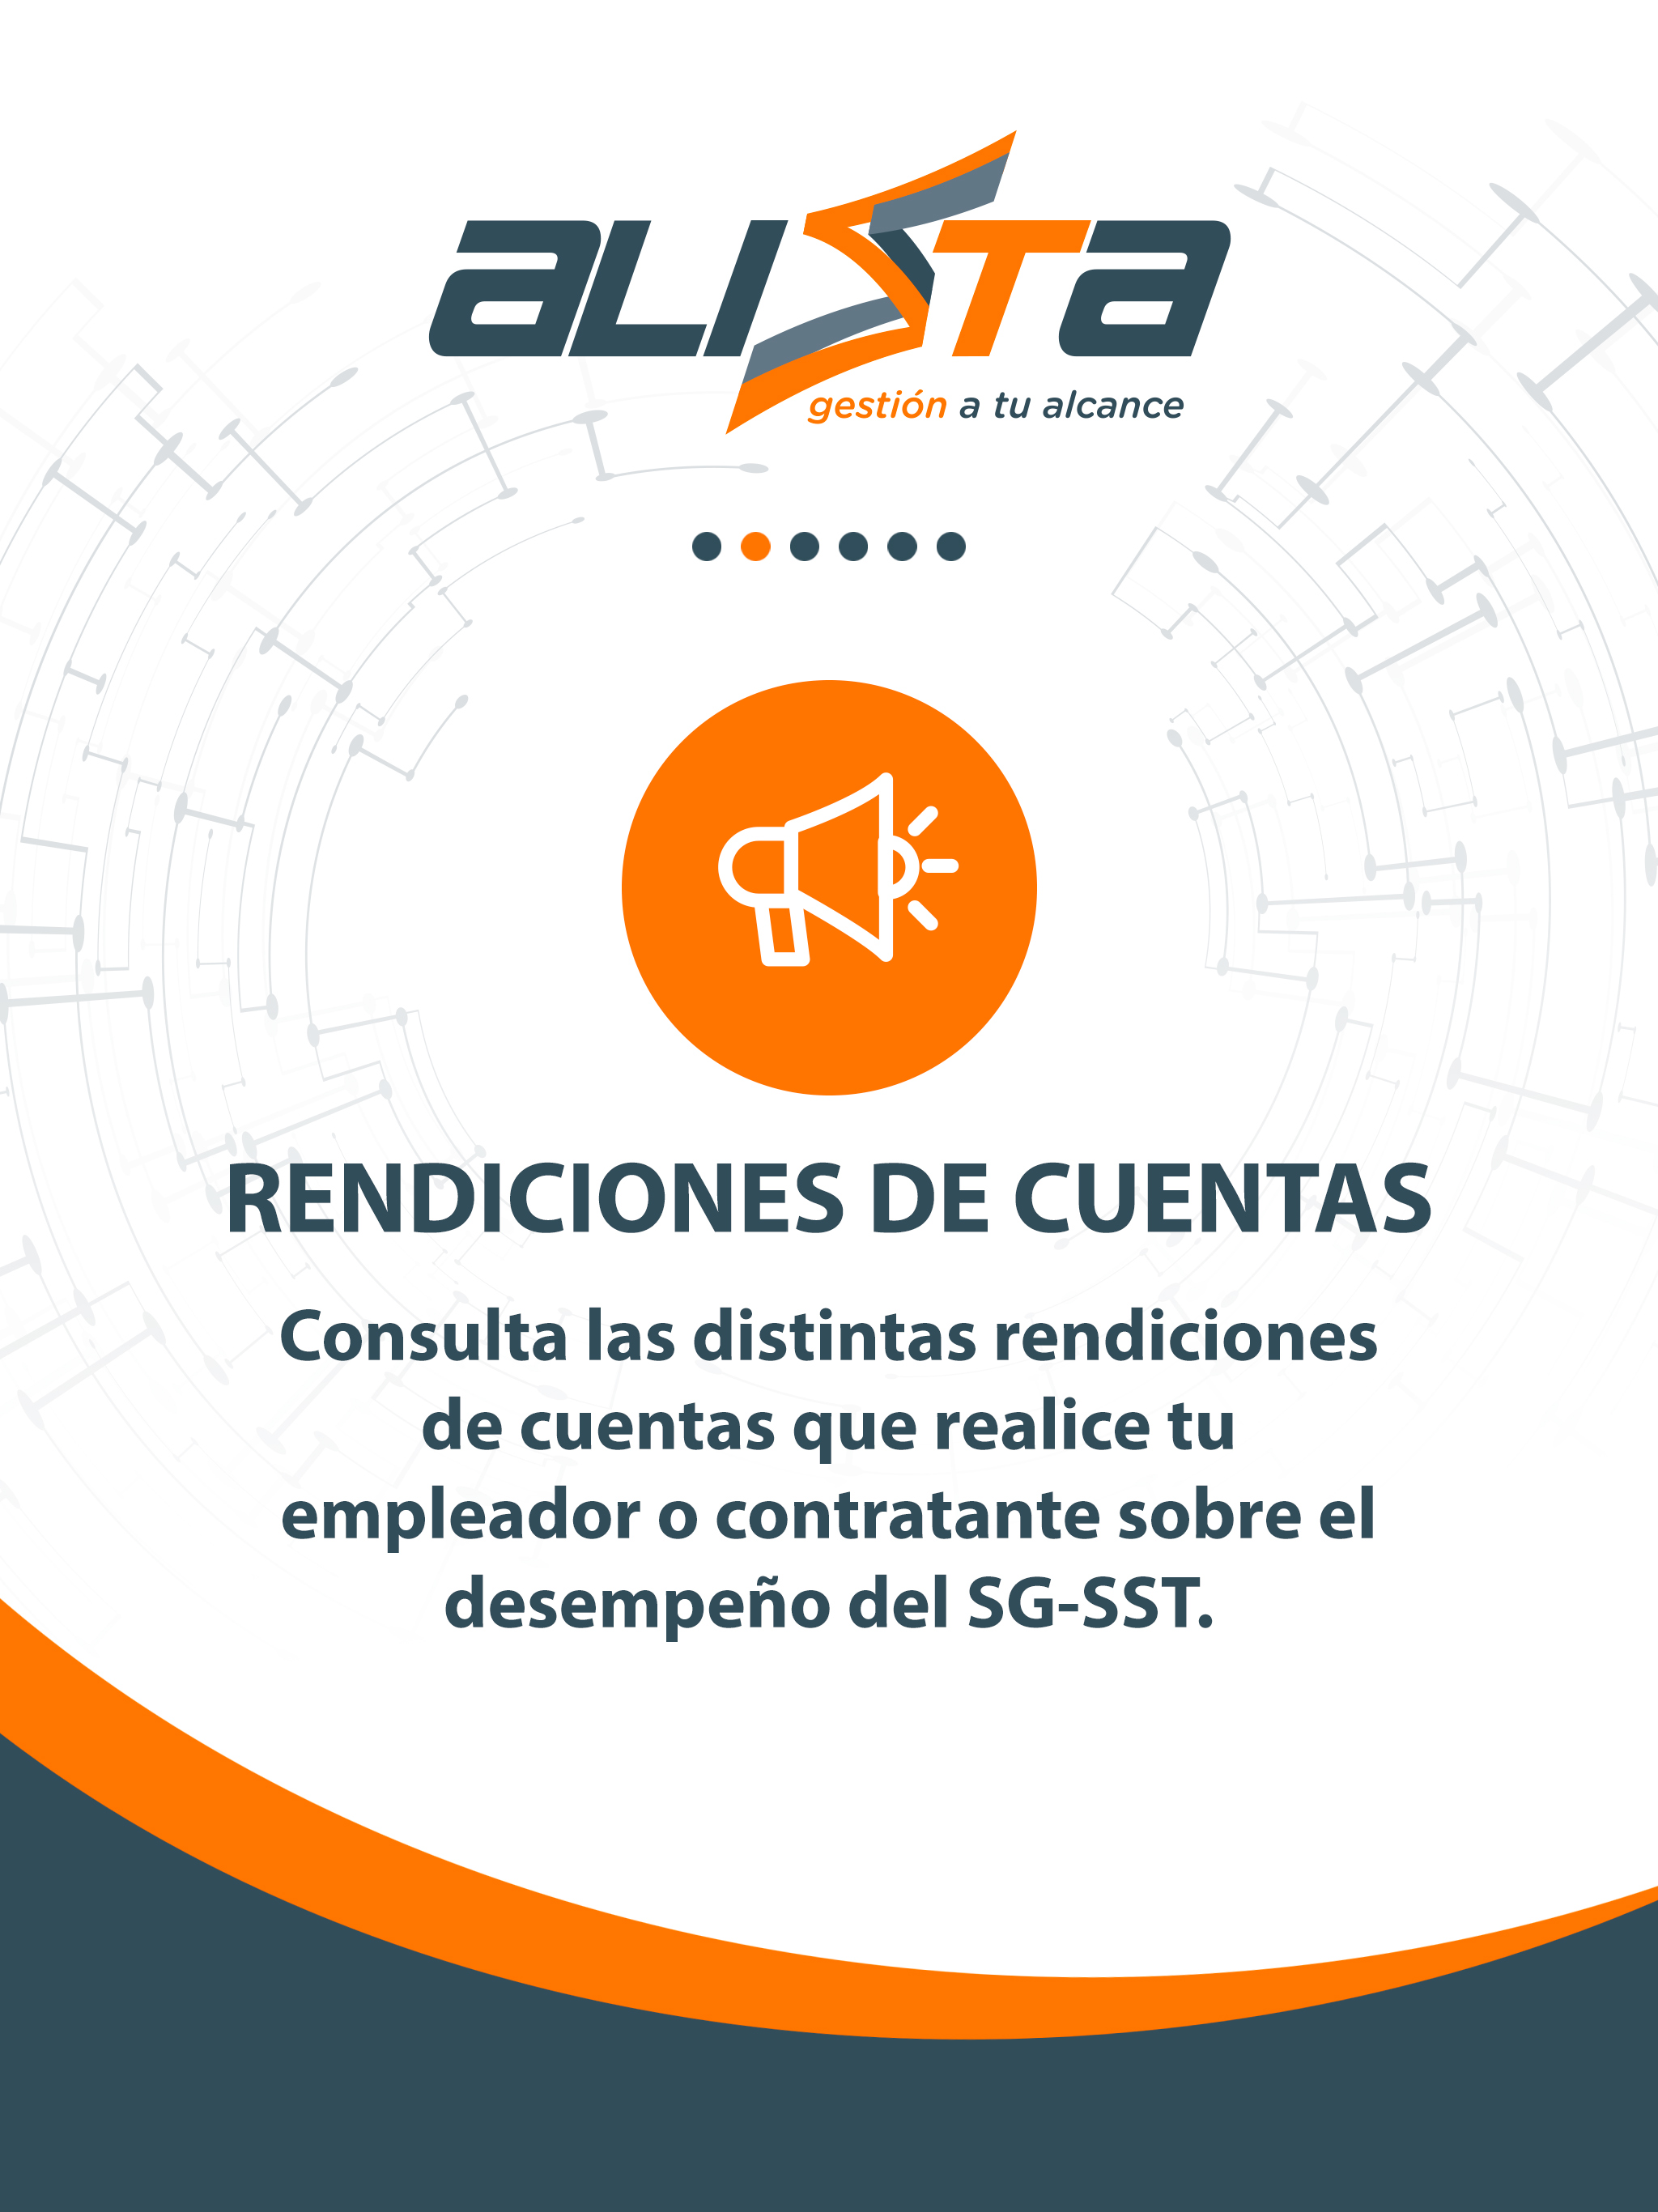 ALISTA
gestión a tu alcance
RENDICIONES DE CUENTAS
Consulta las distintas rendiciones
de cuentas que realice tu
empleador o contratante sobre el
desempeño del SG-SST.